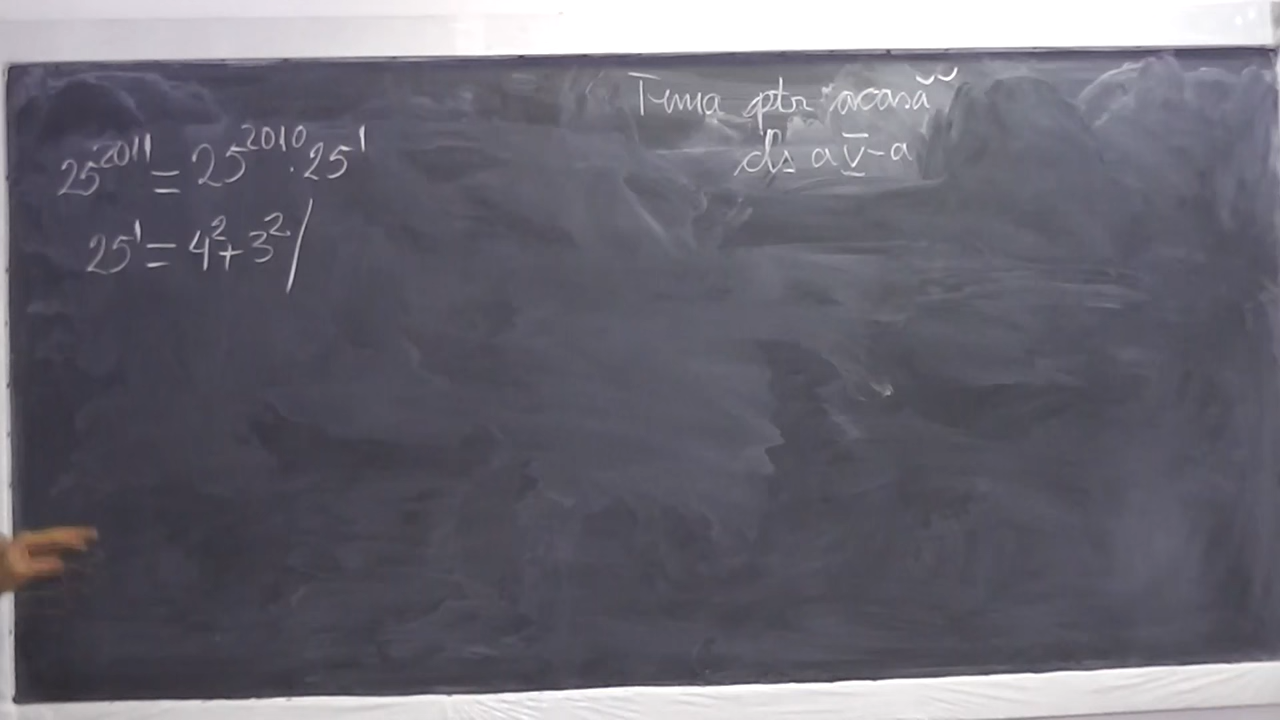 Tema ptr acasă
cls a V-a
25^2011 = 25^2010 · 25^1
25^1 = 4^2 + 3^2 /